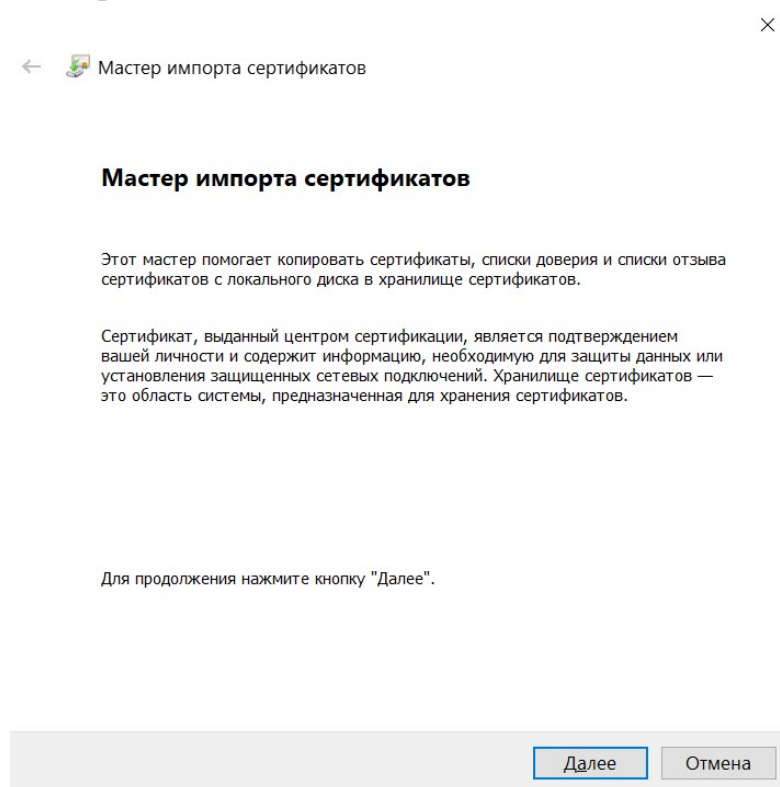 Мастер импорта сертификатов
Мастер импорта сертификатов
Этот мастер помогает копировать сертификаты, списки доверия и списки отзыва
сертификатов с локального диска в хранилище сертификатов.
Сертификат, выданный центром сертификации, является подтверждением
вашей личности и содержит информацию, необходимую для защиты данных или
установления защищенных сетевых подключений. Хранилище сертификатов —
это область системы, предназначенная для хранения сертификатов.
Для продолжения нажмите кнопку "Далее".
Далее
Отмена